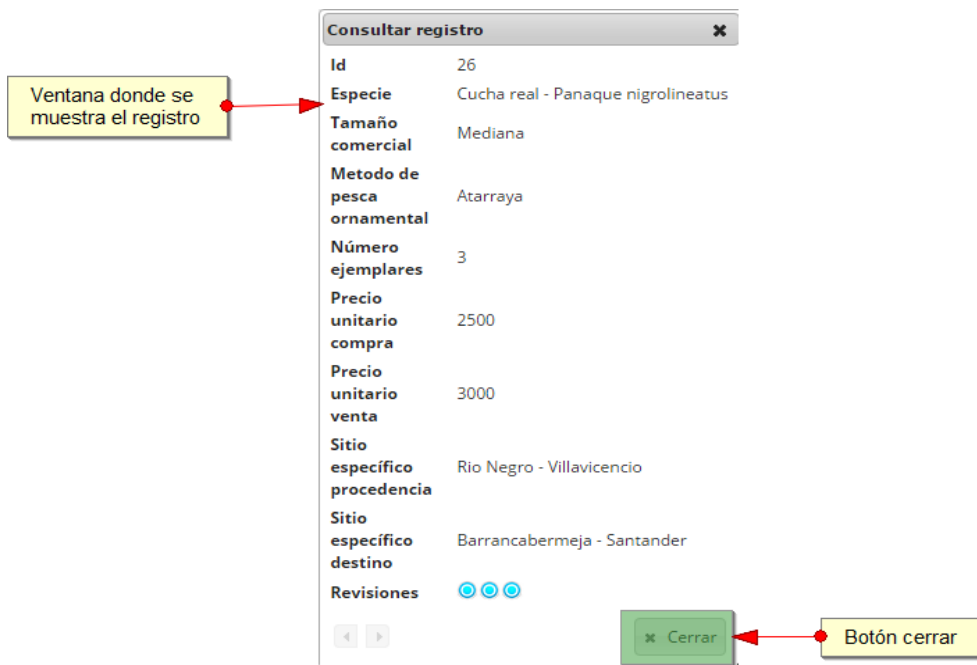 Consultar registro
Id 26
Ventana donde se
muestra el registro
Especie Cucha real - Panaque nigrolineatus
Tamaño
comercial Mediana
Metodo de
pesca Atarraya
ornamental
Número
ejemplares 3
Precio
unitario 2500
compra
Precio
unitario 3000
venta
Sitio
específico Rio Negro - Villavicencio
procedencia
Sitio
específico Barrancabermeja - Santander
destino
Revisiones
Cerrar
Botón cerrar